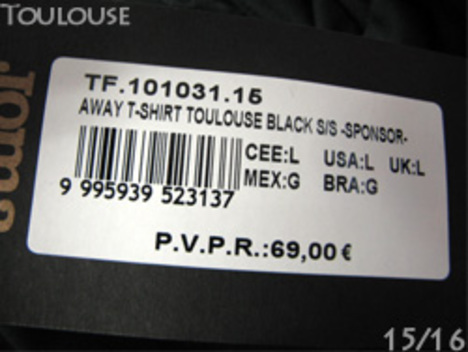 TOULOUSE
Joma
TF.101031.15
AWAY T-SHIRT TOULOUSE BLACK S/S -SPONSOR-
CEE:L USA:L UK:L
MEX:G BRA:G
9 995939 523137
P.V.P.R.:69,00 €
15/16